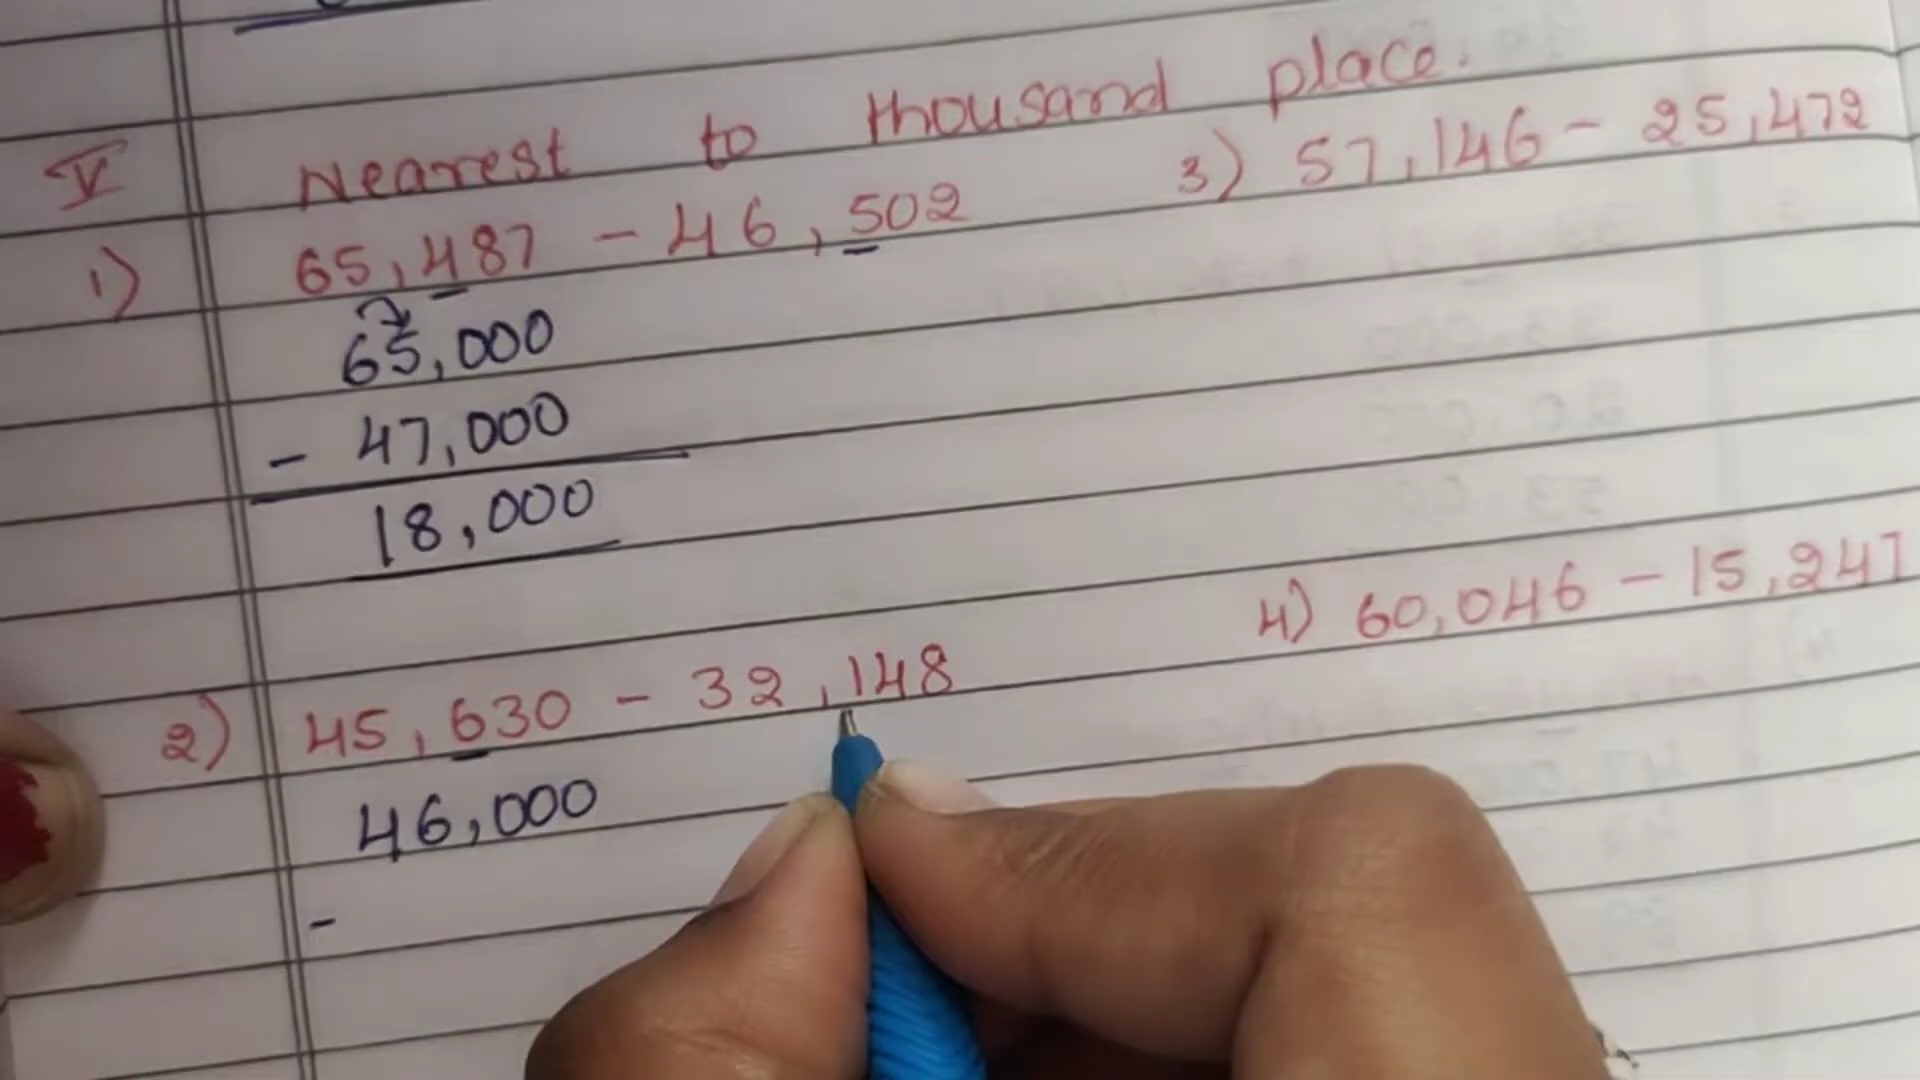 V Nearest to thousand place.
1) 65,487 - 46,502
65,000
- 47,000
18,000
2) 45,630 - 32,148
46,000
-
3) 57,146 - 25,472
4) 60,046 - 15,247